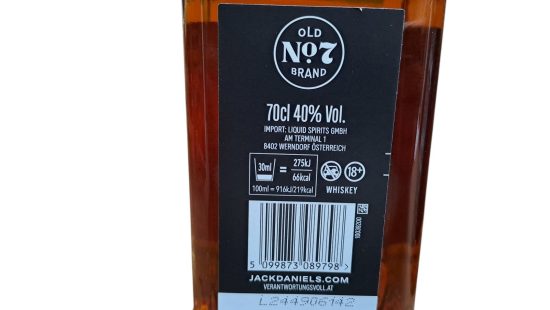 OLD
No7
BRAND
70cl 40% Vol.
IMPORT: LIQUID SPIRITS GMBH
AM TERMINAL 1
8402 WERNDORF ÖSTERREICH
30ml = 275kJ
66kcal
18+
100ml = 916kJ/219kcal
WHISKEY
5 099873 089798 >
JACKDANIELS.COM
VERANTWORTUNGSVOLL.AT
L244906142